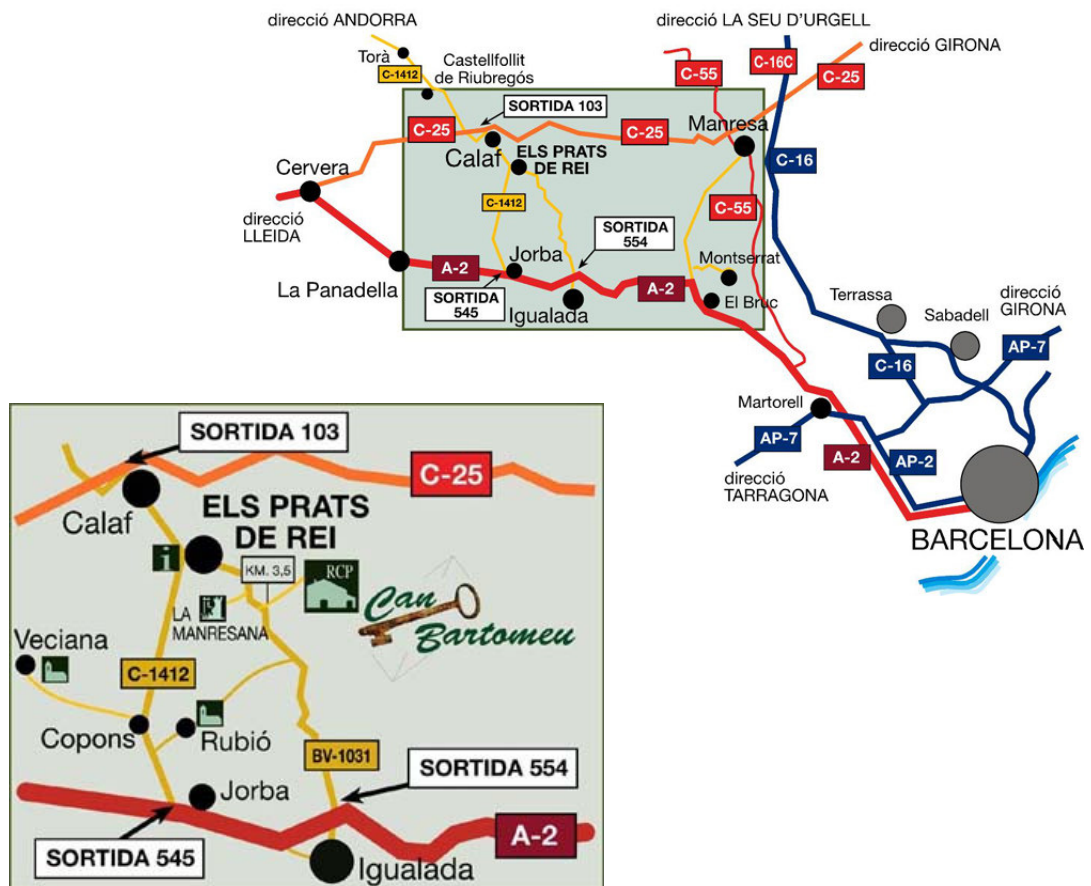 direcció ANDORRA
direcció LA SEU D'URGELL
direcció GIRONA
Torà
C-1412
Castellfollit
de Riubregós
C-55
C-16C
C-25
SORTIDA 103
C-25
C-25
Manresa
Calaf
ELS PRATS
DE REI
C-16
Cervera
C-1412
C-55
direcció
LLEIDA
SORTIDA
554
Jorba
Montserrat
A-2
A-2
La Panadella
SORTIDA
545
Igualada
El Bruc
Terrassa
Sabadell
direcció
GIRONA
AP-7
C-16
Martorell
AP-7
A-2
AP-2
direcció
TARRAGONA
BARCELONA
SORTIDA 103
C-25
Calaf
ELS PRATS
DE REI
i
KM. 3,5
RCP
LA
MANRESANA
Can
Bartomeu
Veciana
C-1412
Copons
Rubió
BV-1031
SORTIDA 554
Jorba
A-2
SORTIDA 545
Igualada